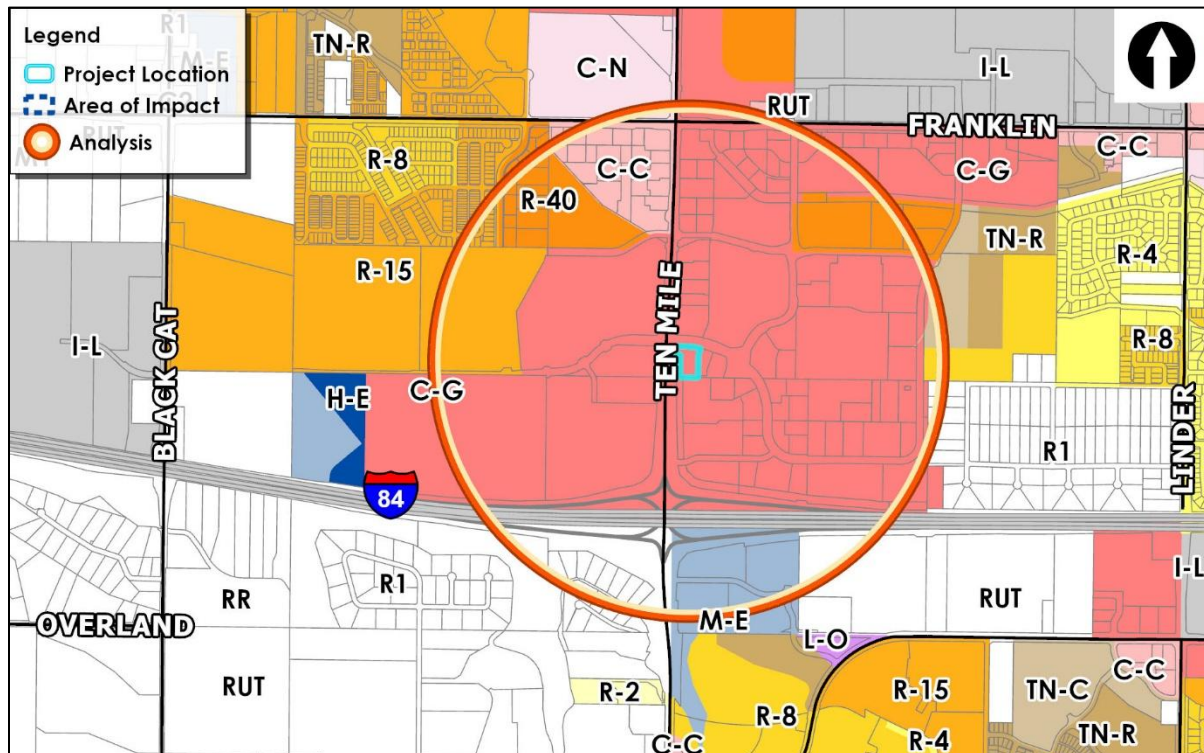 Legend
Project Location
Area of Impact
Analysis
R1
M-E
TN-R
C-N
I-L
RUT
RUT
FRANKLIN
C-C
C-C
R-8
C-G
R-40
TN-R
R-4
R-15
TEN MILE
I-L
BLACK CAT
R-8
H-E
C-G
LINDER
R1
84
R1
RR
RUT
I-L
OVERLAND
M-E
L-O
RUT
R-2
R-15
TN-C
C-C
R-8
TN-R
C-C
R-4